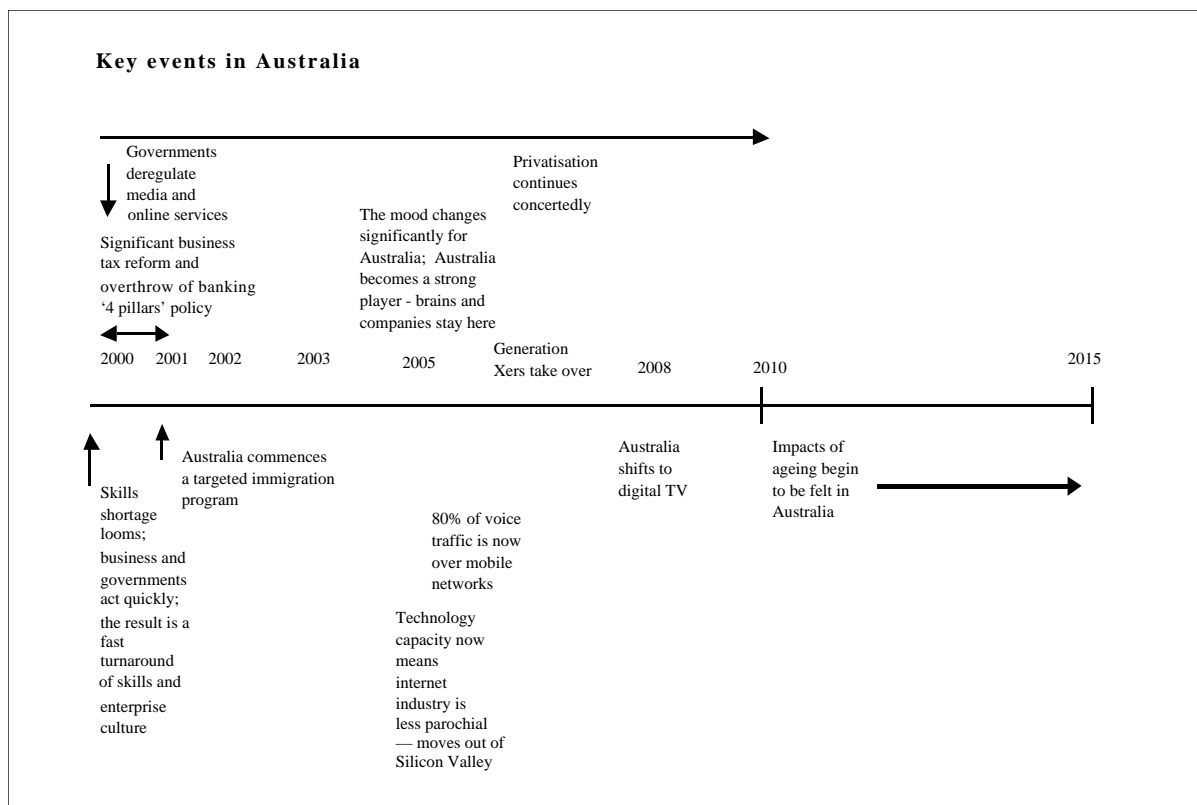 Key events in Australia
Governments
deregulate
media and
online services
Significant business
tax reform and
overthrow of banking
‘4 pillars’ policy
The mood changes
significantly for
Australia; Australia
becomes a strong
player - brains and
companies stay here
Privatisation
continues
concertedly
Generation
Xers take over
2000 2001 2002 2003 2005 2008 2010 2015
Skills
shortage
looms;
business and
governments
act quickly;
the result is a
fast
turnaround
of skills and
enterprise
culture
Australia commences
a targeted immigration
program
80% of voice
traffic is now
over mobile
networks
Technology
capacity now
means
internet
industry is
less parochial
— moves out of
Silicon Valley
Australia
shifts to
digital TV
Impacts of
ageing begin
to be felt in
Australia